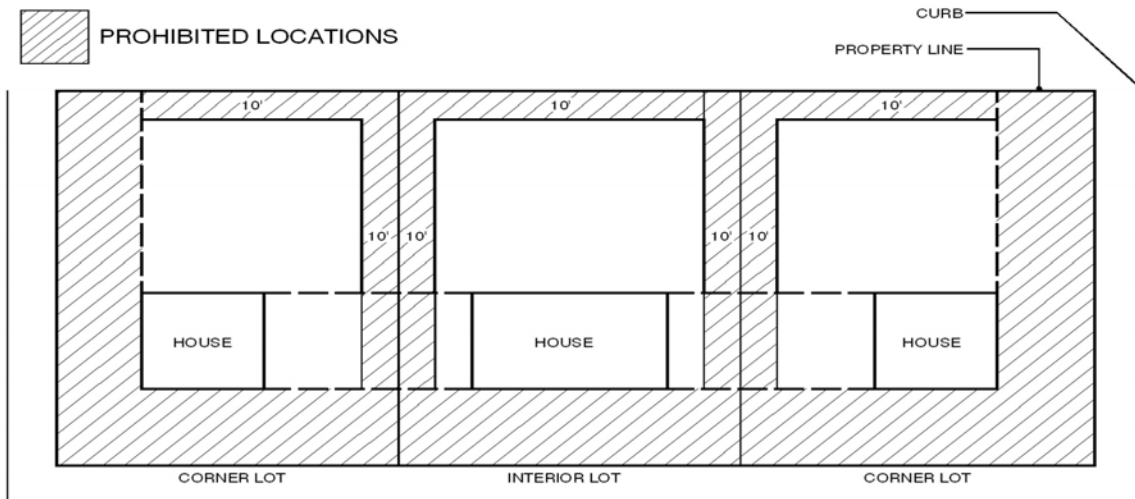 CURB
PROHIBITED LOCATIONS
PROPERTY LINE
10' 10' 10'
10' 10' 10' 10'
HOUSE HOUSE HOUSE
CORNER LOT INTERIOR LOT CORNER LOT